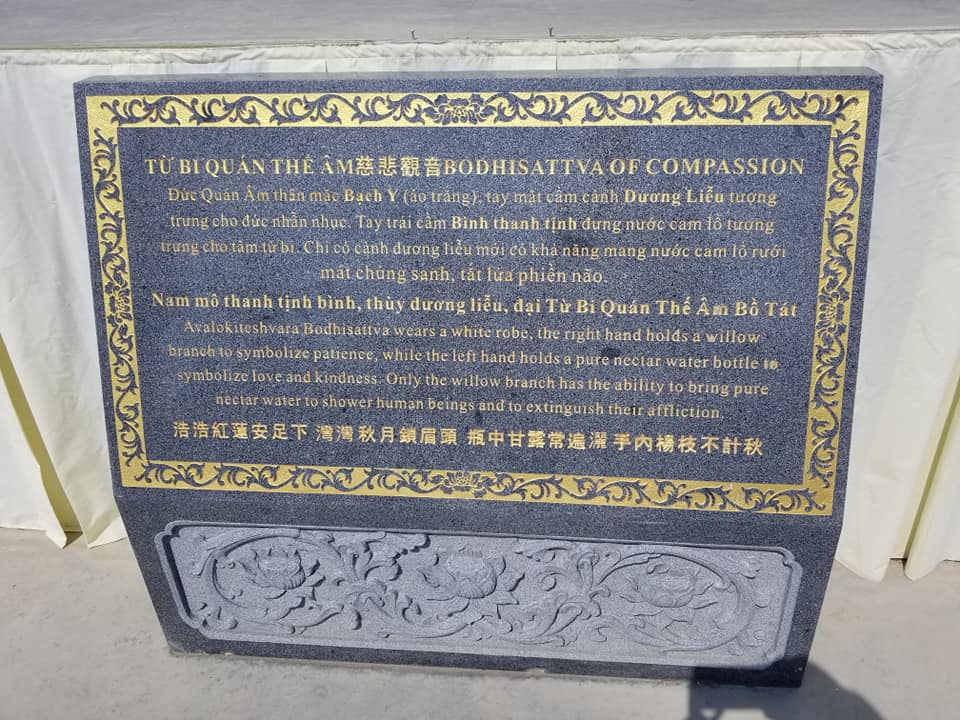 TỪ BI QUÁN THẾ ÂM慈悲觀音BODHISATTVA OF COMPASSION
Đức Quán Âm thân mặc Bạch Y (áo trắng), tay mặt cầm cành Dương Liễu tượng
trưng cho đức nhẫn nhục. Tay trái cầm Bình thanh tịnh đựng nước cam lồ tượng
trưng cho tâm từ bi. Chỉ có cành dương liễu mới có khả năng mang nước cam lồ rưới
mát chúng sanh, tắt lửa phiền não.
Nam mô thanh tịnh bình, thùy dương liễu, đại Từ Bi Quán Thế Âm Bồ Tát
Avalokiteshvara Bodhisattva wears a white robe, the right hand holds a willow
branch to symbolize patience, while the left hand holds a pure nectar water bottle to
symbolize love and kindness. Only the willow branch has the ability to bring pure
nectar water to shower human beings and to extinguish their affliction.
浩浩紅蓮安足下 灣灣秋月鎖眉頭 瓶中甘露常遍灑 手內楊枝不計秋